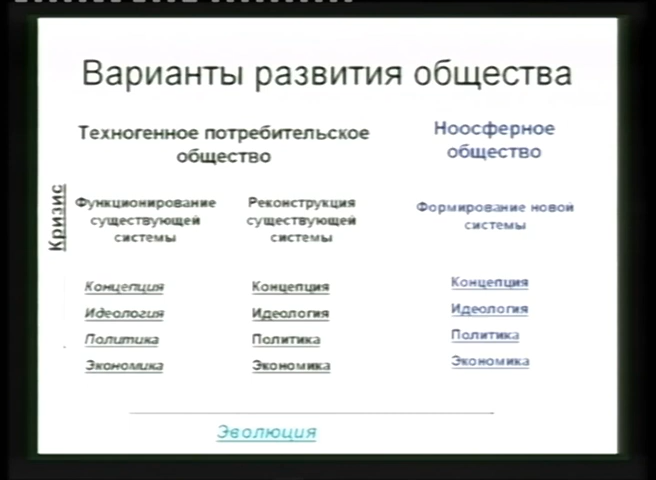 Варианты развития общества
Техногенное потребительское
общество
Ноосферное
общество
Кризис
Функционирование
существующей
системы
Реконструкция
существующей
системы
Формирование новой
системы
Концепция
Идеология
Политика
Экономика
Концепция
Идеология
Политика
Экономика
Концепция
Идеология
Политика
Экономика
Эволюция